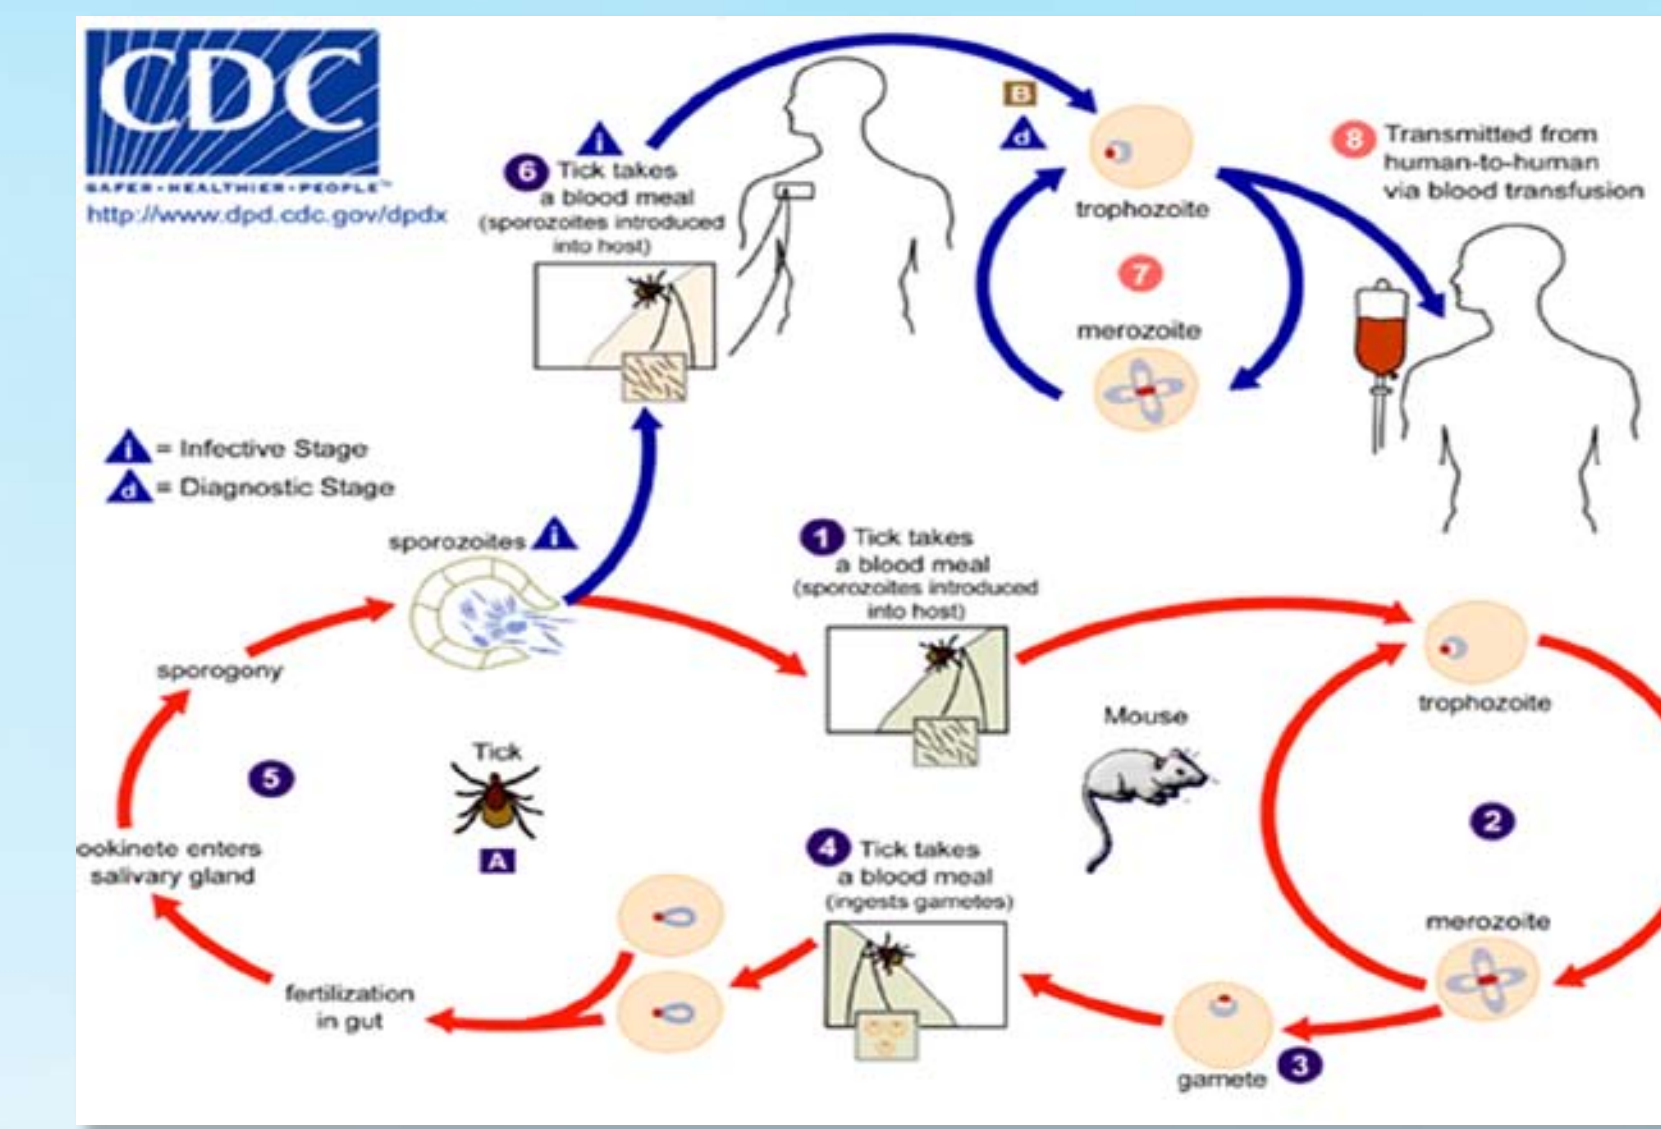 CDC
SAFER•HEALTHIER•PEOPLE™
http://www.dpd.cdc.gov/dpdx
i
6 Tick takes
a blood meal
(sporozoites introduced
into host)
B
d
trophozoite
7
merozoite
8 Transmitted from
human-to-human
via blood transfusion
i = Infective Stage
d = Diagnostic Stage
sporozoites i
1 Tick takes
a blood meal
(sporozoites introduced
into host)
trophozoite
sporogony
Mouse
Tick
5
2
A
ookinete enters
salivary gland
4 Tick takes
a blood meal
(ingests gametes)
merozoite
fertilization
in gut
gamete 3